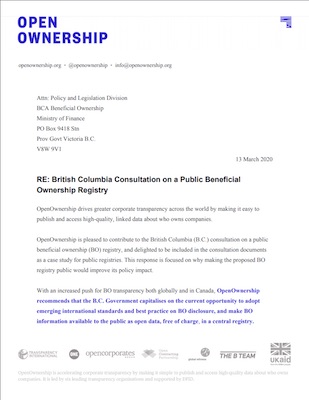 OPEN
OWNERSHIP
openownership.org • @openownership • info@openownership.org
Attn: Policy and Legislation Division
BCA Beneficial Ownership
Ministry of Finance
PO Box 9418 Stn
Prov Govt Victoria B.C.
V8W 9V1
13 March 2020
RE: British Columbia Consultation on a Public Beneficial
Ownership Registry
OpenOwnership drives greater corporate transparency across the world by making it easy to
publish and access high-quality, linked data about who owns companies.
OpenOwnership is pleased to contribute to the British Columbia (B.C.) consultation on a public
beneficial ownership (BO) registry, and delighted to be included in the consultation documents
as a case study for public registries. This response is focused on why making the proposed BO
registry public would improve its policy impact.
With an increased push for BO transparency both globally and in Canada, OpenOwnership
recommends that the B.C. Government capitalises on the current opportunity to adopt
emerging international standards and best practice on BO disclosure, and make BO
information available to the public as open data, free of charge, in a central registry.
TRANSPARENCY
INTERNATIONAL
ONE
opencorporates
THE B TEAM
ukaid
OpenOwnership is accelerating corporate transparency by making it simple to publish and access high-quality data about who owns
companies. It is led by six leading transparency organisations and supported by DFID.